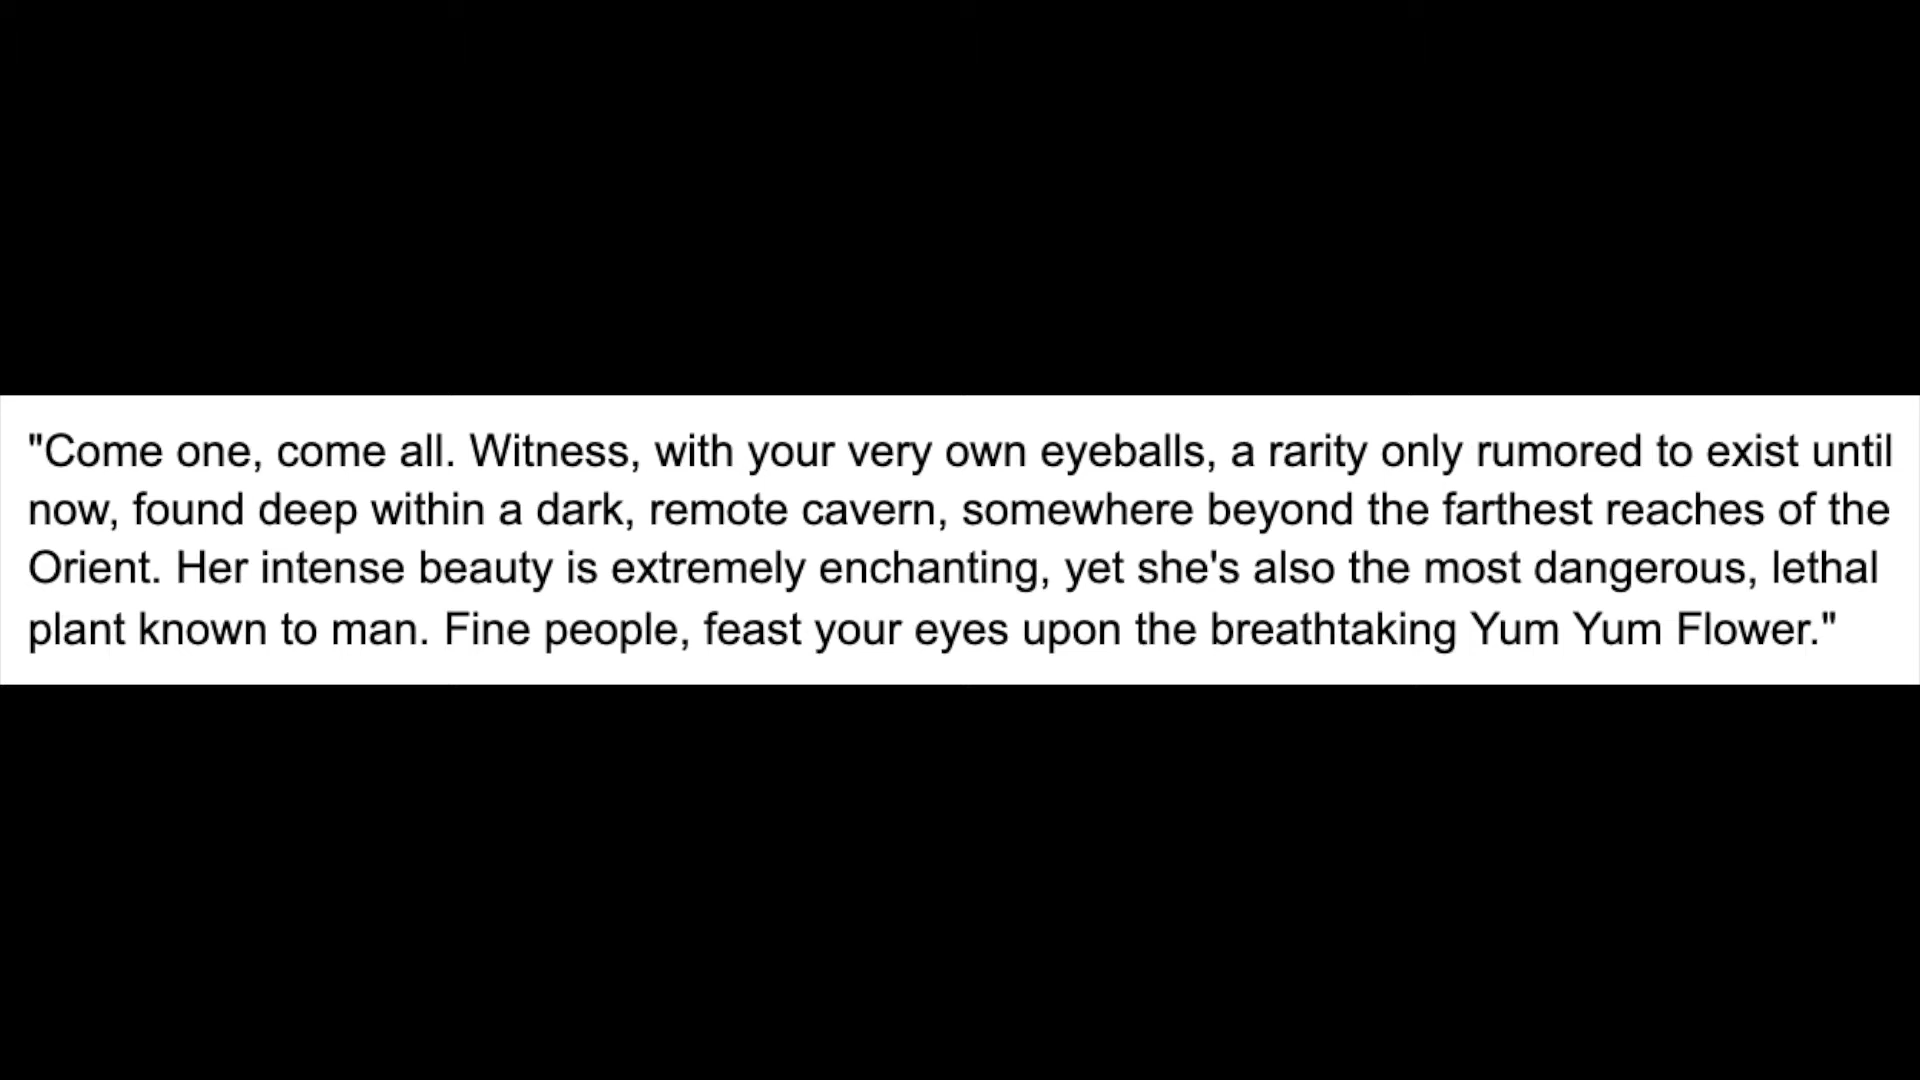 "Come one, come all. Witness, with your very own eyeballs, a rarity only rumored to exist until
now, found deep within a dark, remote cavern, somewhere beyond the farthest reaches of the
Orient. Her intense beauty is extremely enchanting, yet she's also the most dangerous, lethal
plant known to man. Fine people, feast your eyes upon the breathtaking Yum Yum Flower."